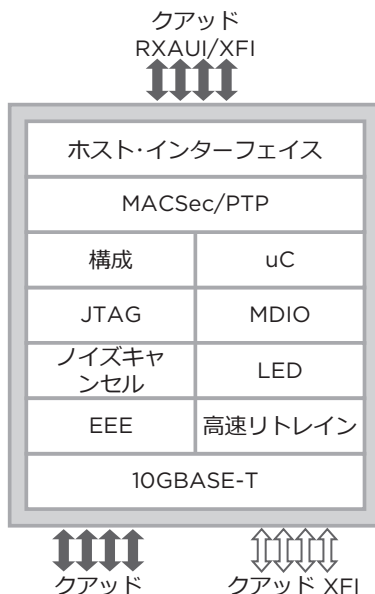 クアッド
RXAUI/XFI
ホスト・インターフェイス
MACSec/PTP
構成
uC
JTAG
MDIO
ノイズキャ
ンセル
LED
EEE
高速リトレイン
10GBASE-T
クアッド
クアッド XFI